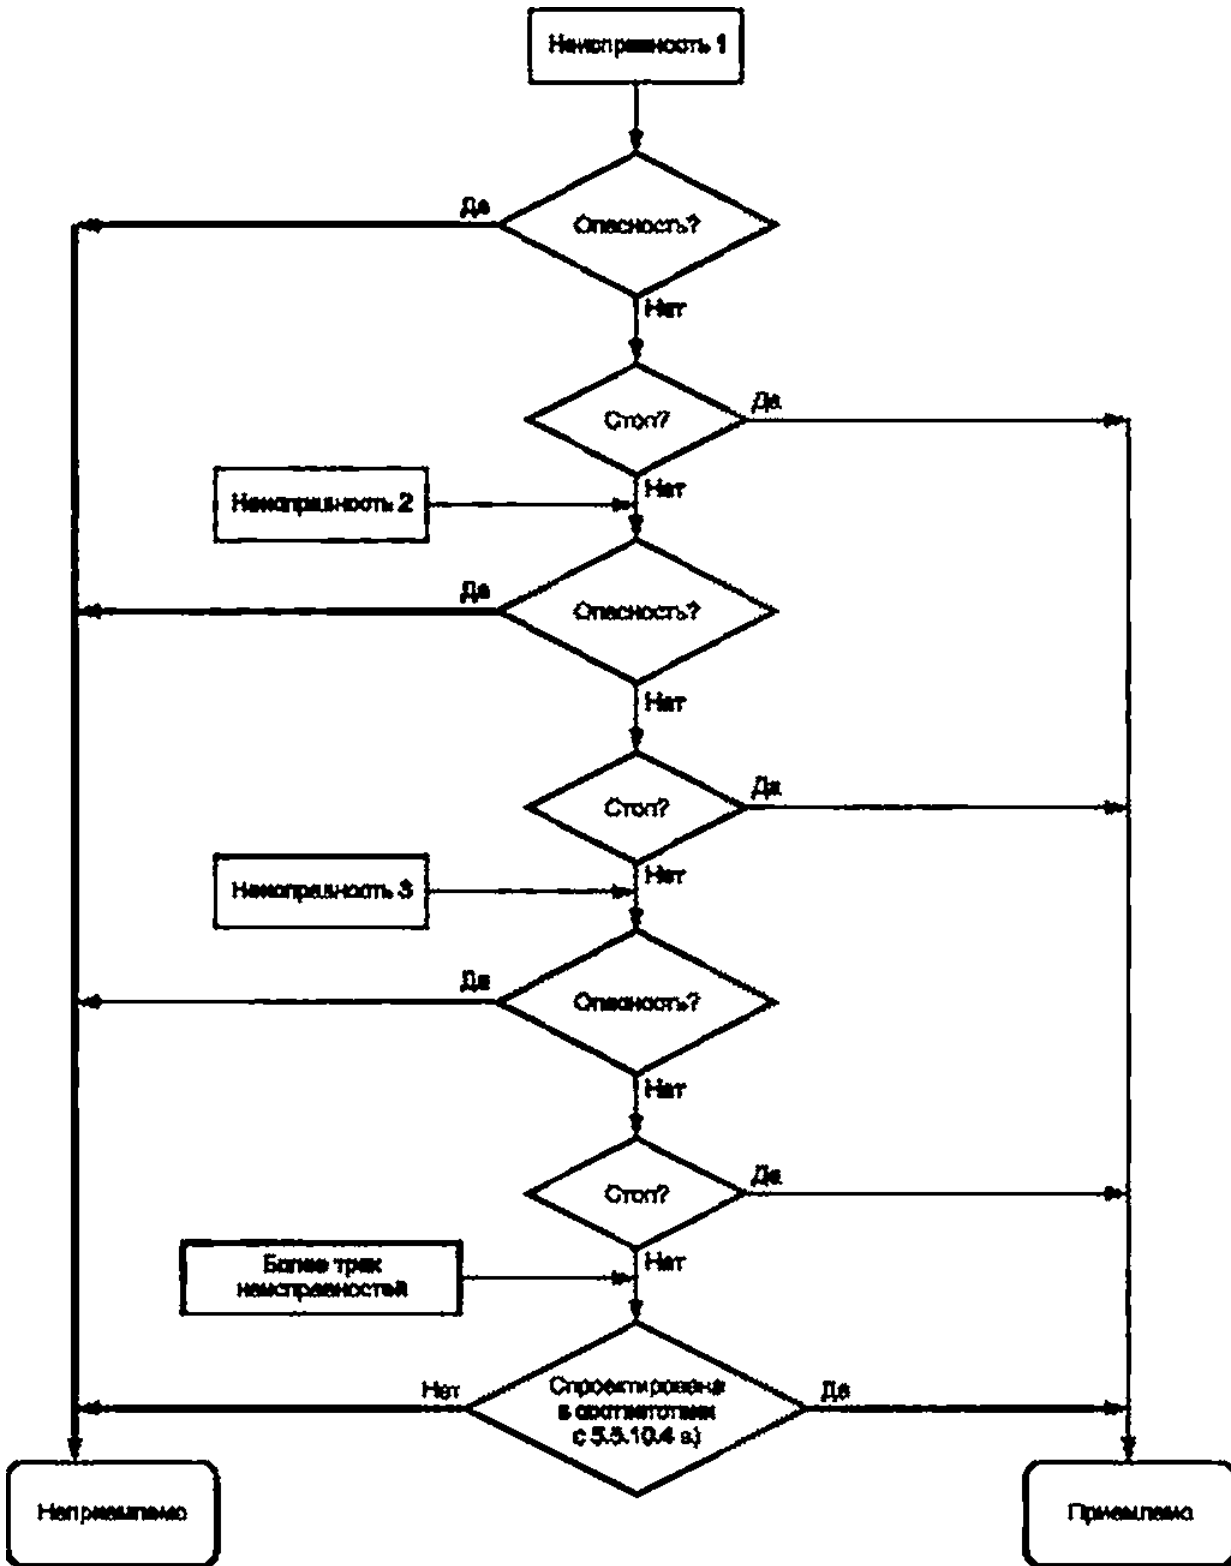 Неисправность 1
Да
Опасность?
Нет
Стоп?
Да
Нет
Неисправность 2
Да
Опасность?
Нет
Стоп?
Да
Нет
Неисправность 3
Да
Опасность?
Нет
Стоп?
Да
Нет
Более трех
неисправностей
Нет
Спроектирована
в соответствии
с 5.5.10.4
Да
Неприемлемо
Приемлемо